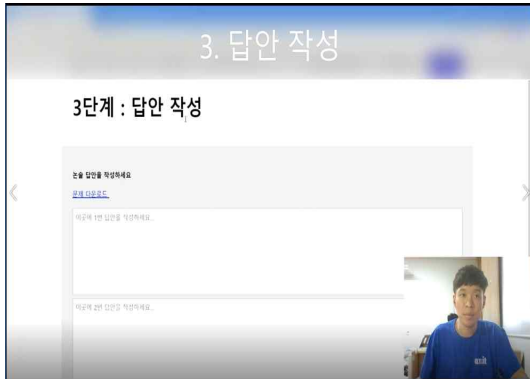 3. 답안 작성
3단계 : 답안 작성
논술 답안을 작성하세요
문제 다운로드
이곳에 1번 답안을 작성하세요...
이곳에 2번 답안을 작성하세요...